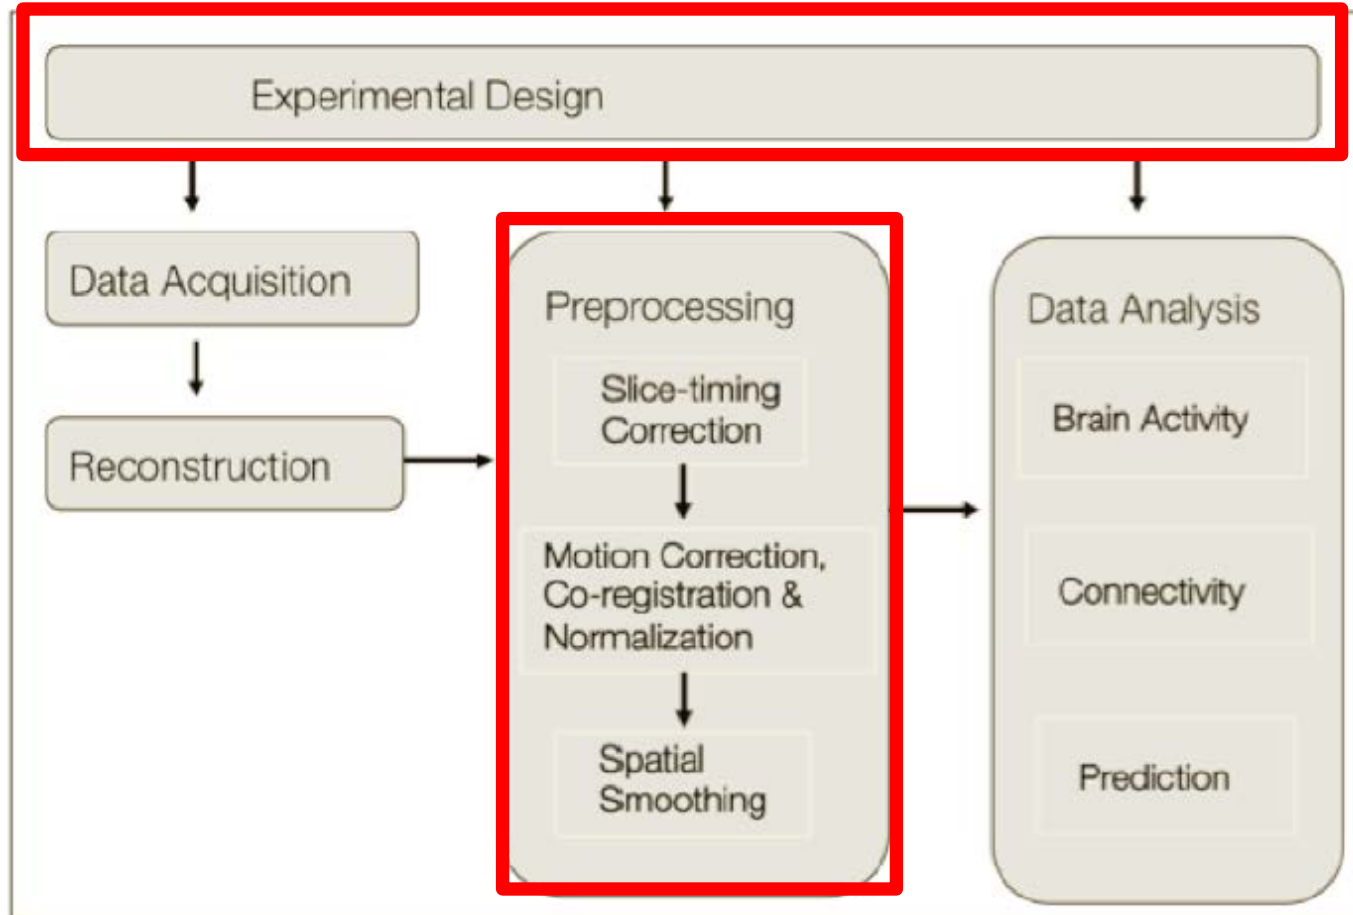 Experimental Design
Data Acquisition
Reconstruction
Preprocessing
Slice-timing
Correction
Motion Correction,
Co-registration &
Normalization
Spatial
Smoothing
Data Analysis
Brain Activity
Connectivity
Prediction